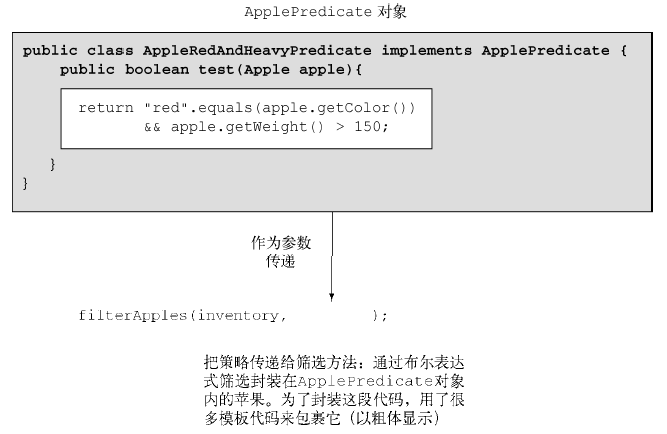 ApplePredicate 对象
public class AppleRedAndHeavyPredicate implements ApplePredicate {
public boolean test(Apple apple){
return "red".equals(apple.getColor())
&& apple.getWeight() > 150;
}
}
作为参数
传递
filterApples(inventory,          );
把策略传递给筛选方法：通过布尔表达
式筛选封装在ApplePredicate对象
内的苹果。为了封装这段代码，用了很
多模板代码来包裹它（以粗体显示）